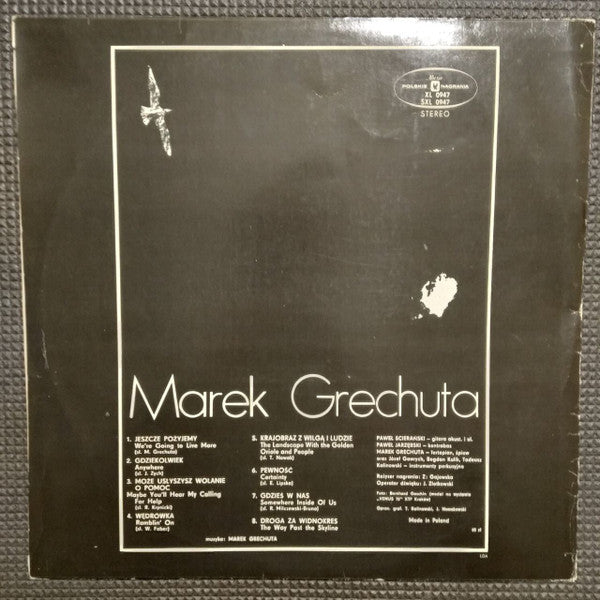 Muza
POLSKIE NAGRANIA
XL 0947
SXL 0947
STEREO
Marek Grechuta
1. JESZCZE POŻYJEMY
We're Going to Live More
(sł. M. Grechuta)
2. GDZIEKOLWIEK
Anywhere
(sł. J. Zych)
3. MOŻE USŁYSZYSZ WOŁANIE
O POMOC
Maybe You'll Hear My Calling
For Help
(sł. R. Krynicki)
4. WĘDRÓWKA
Ramblin' On
(sł. W. Faber)
5. KRAJOBRAZ Z WILGĄ I LUDZIE
The Landscape With the Golden
Oriole and People
(sł. T. Nowak)
6. PEWNOŚĆ
Certainty
(sł. E. Lipska)
7. GDZIEŚ W NAS
Somewhere Inside Of Us
(sł. R. Milczewski-Bruno)
8. DROGA ZA WIDNOKRES
The Way Past the Skyline
muzyka: MAREK GRECHUTA
PAWEŁ ŚCIERAŃSKI – gitara akust. i el.
PAWEŁ JARZĘBSKI – kontrabas
MAREK GRECHUTA – fortepian, śpiew
oraz Józef Gawrych, Bogdan Kulik, Tadeusz
Kalinowski – instrumenty perkusyjne
Reżyser nagrania: Z. Gajewska
Operator dźwięku: J. Złotkowski
Made in Poland
65 zł